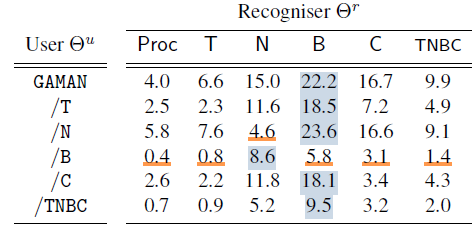 Recogniser Θʳ
User Θᵘ Proc T N B C TNBC
GAMAN 4.0 6.6 15.0 22.2 16.7 9.9
/T 2.5 2.3 11.6 18.5 7.2 4.9
/N 5.8 7.6 4.6 23.6 16.6 9.1
/B 0.4 0.8 8.6 5.8 3.1 1.4
/C 2.6 2.2 11.8 18.1 3.4 4.3
/TNBC 0.7 0.9 5.2 9.5 3.2 2.0